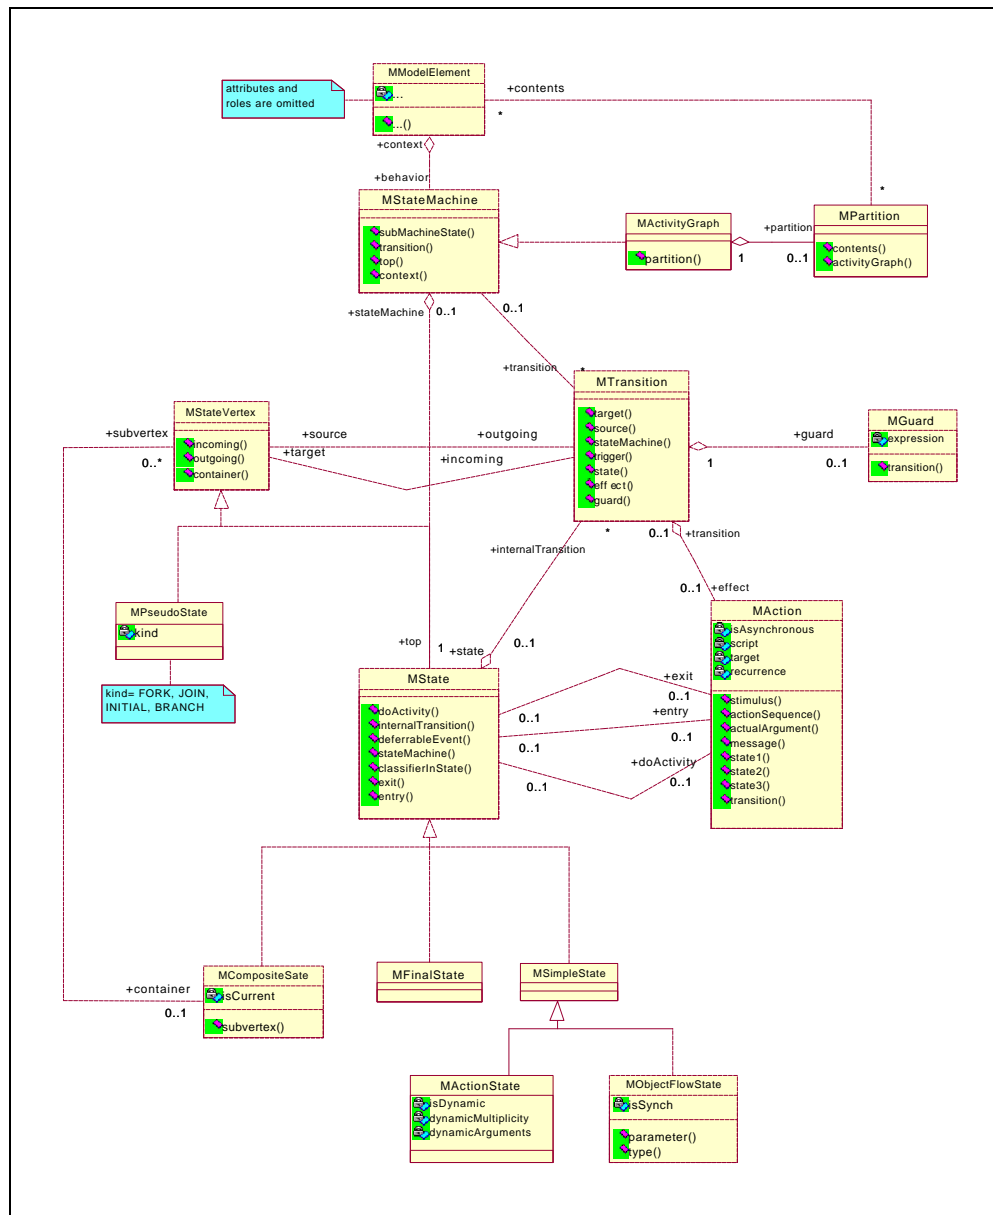 MModelElement
...
...()
attributes and
roles are omitted
+contents
*
+context
+behavior
*
MStateMachine
subMachineState()
transition()
top()
context()
MActivityGraph
partition()
+partition
1
0..1
MPartition
contents()
activityGraph()
+stateMachine
0..1
0..1
+transition
*
MTransition
target()
source()
stateMachine()
trigger()
state()
eff ect()
guard()
MStateVertex
incoming()
outgoing()
container()
+subvertex
0..*
+source
+outgoing
+target
+incoming
+guard
1
0..1
MGuard
expression
transition()
+internalTransition
*
0..1
+transition
0..1
+effect
MPseudoState
kind
kind= FORK, JOIN,
INITIAL, BRANCH
+top
1
+state
0..1
MState
doActivity()
internalTransition()
deferrableEvent()
stateMachine()
classifierInState()
exit()
entry()
+exit
0..1
0..1
+entry
0..1
0..1
+doActivity
0..1
0..1
MAction
isAsynchronous
script
target
recurrence
stimulus()
actionSequence()
actualArgument()
message()
state1()
state2()
state3()
transition()
+container
0..1
MCompositeSate
isCurrent
subvertex()
MFinalState
MSimpleState
MActionState
isDynamic
dynamicMultiplicity
dynamicArguments
MObjectFlowState
isSynch
parameter()
type()